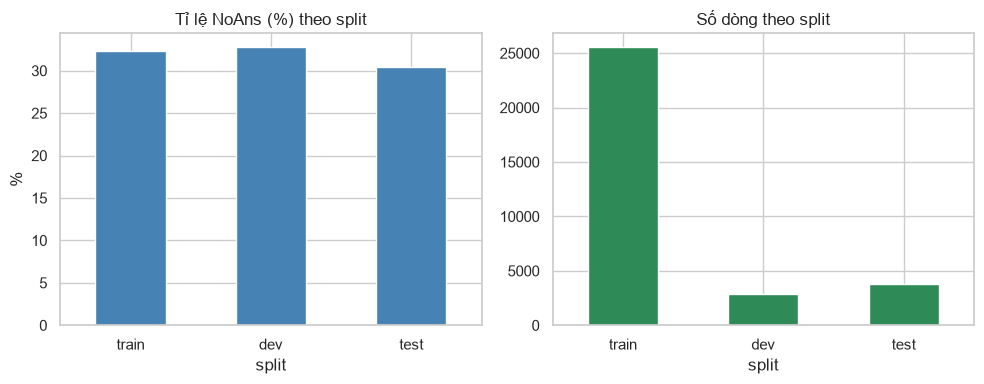 Tỉ lệ NoAns (%) theo split
30
25
20
15
10
5
0
%
train dev test
split
Số dòng theo split
25000
20000
15000
10000
5000
0
train dev test
split